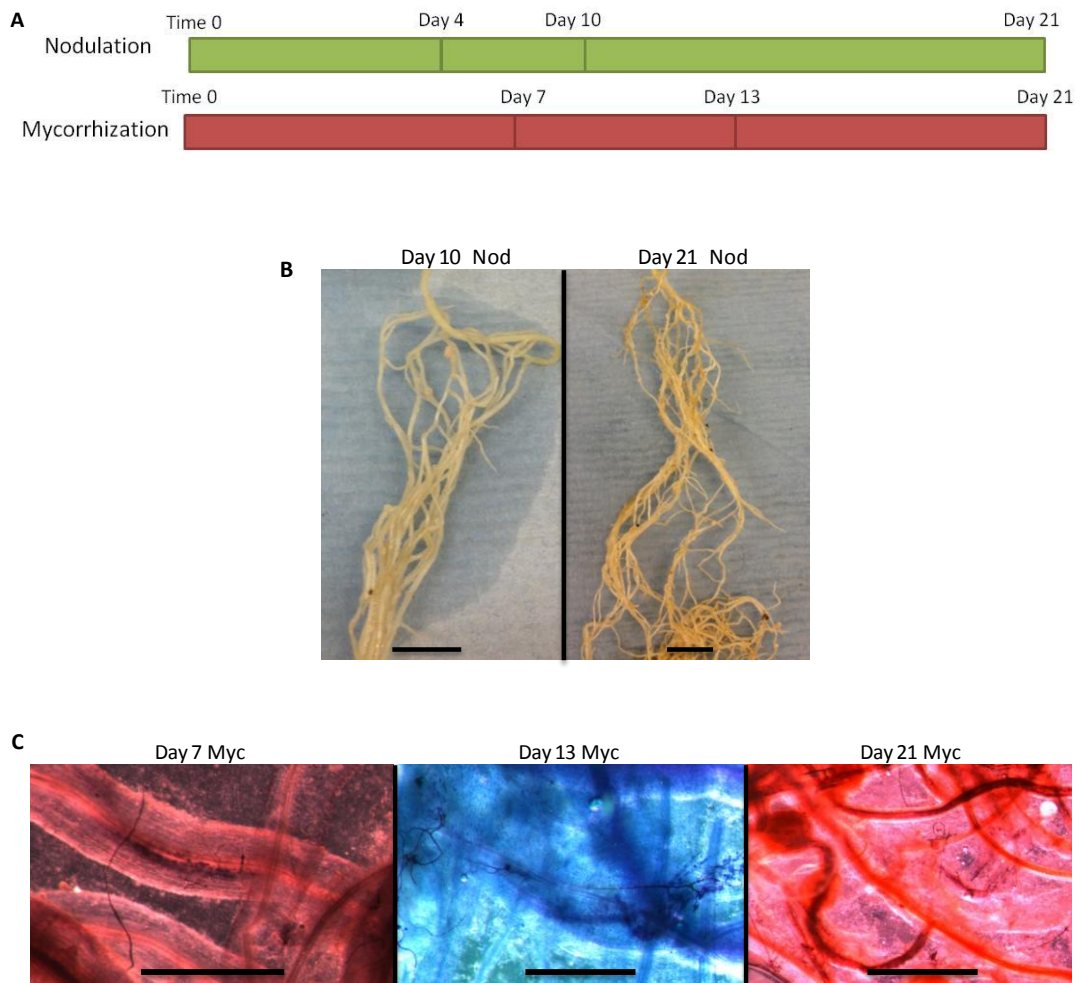 A
Time 0 Day 4 Day 10 Day 21
Nodulation
Time 0 Day 7 Day 13 Day 21
Mycorrhization
B
Day 10 Nod Day 21 Nod
C
Day 7 Myc Day 13 Myc Day 21 Myc